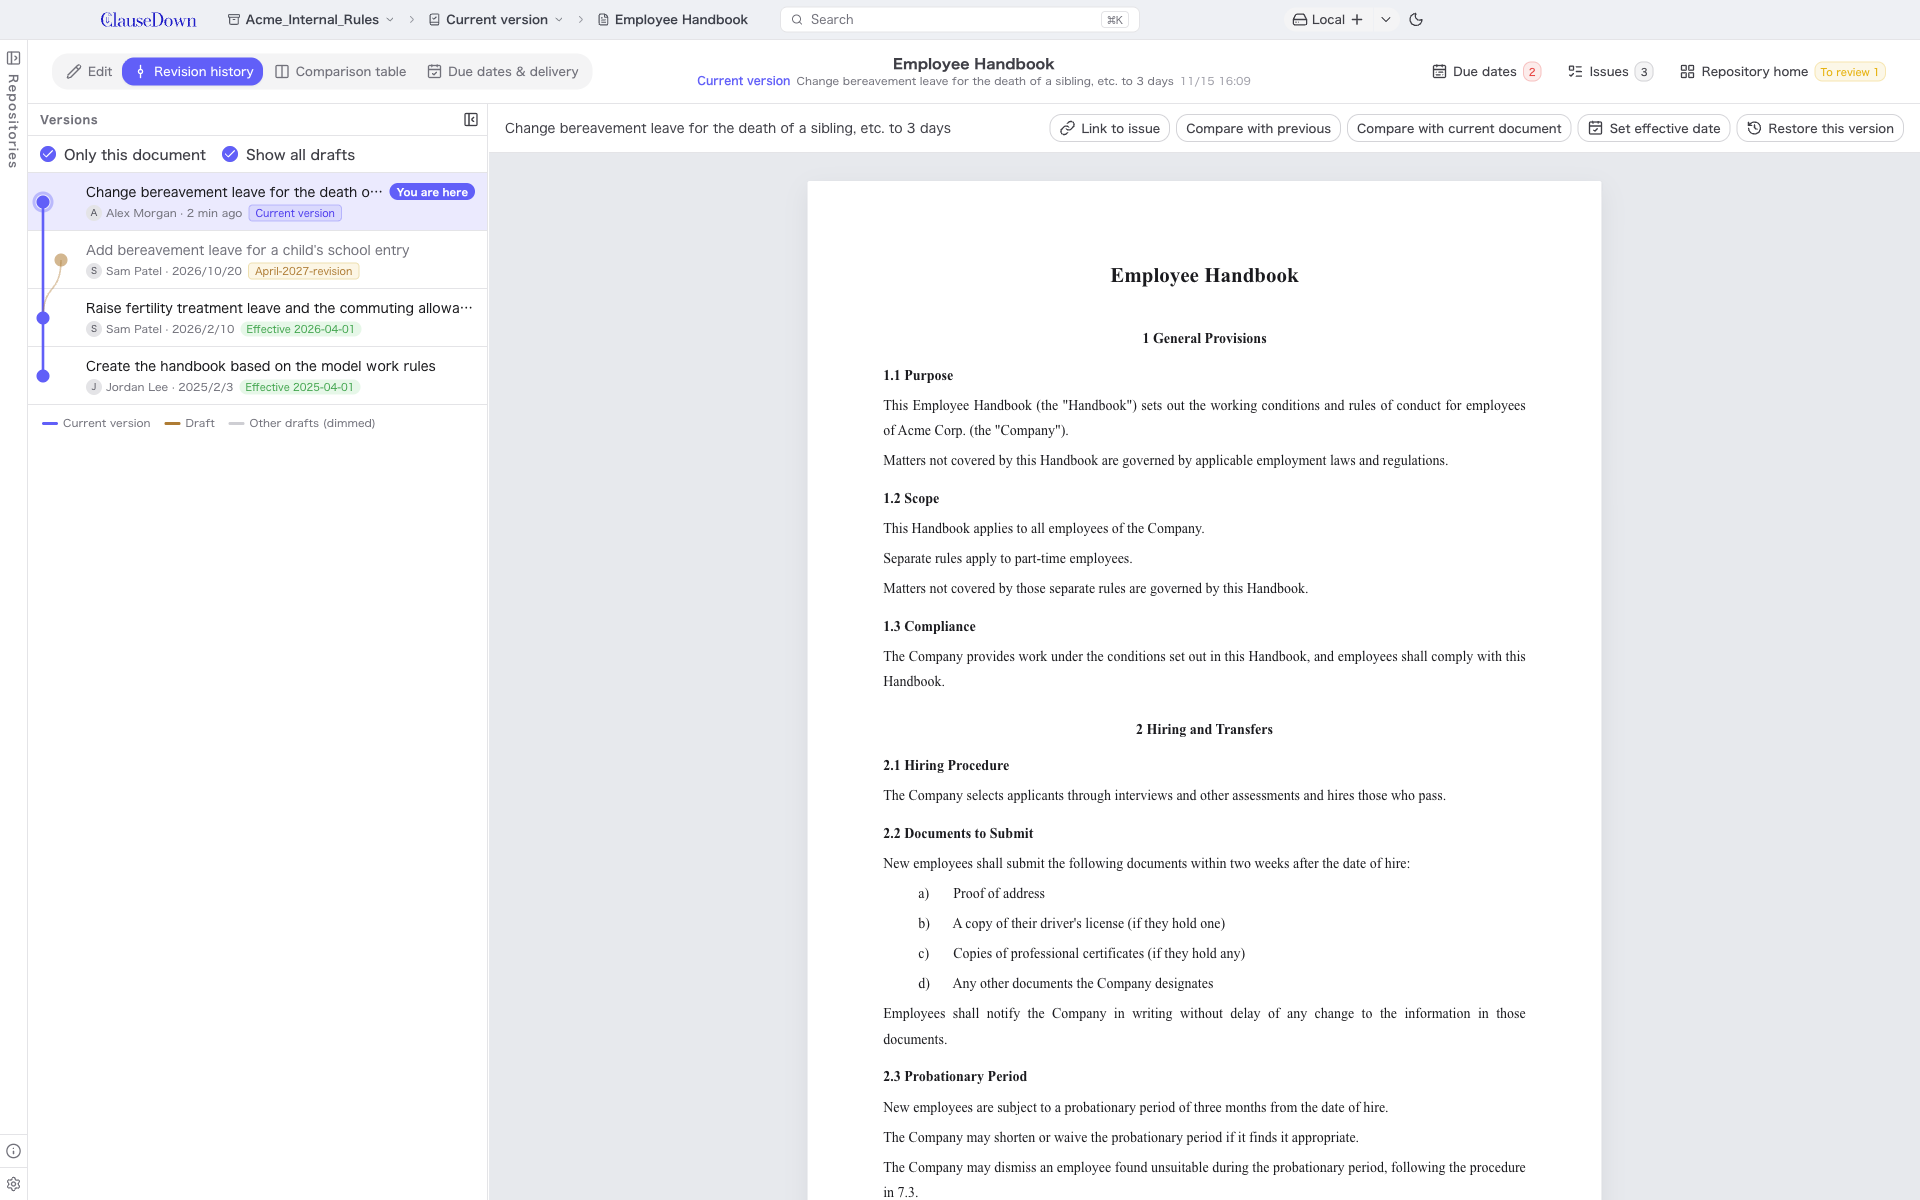 ClauseDown
Acme_Internal_Rules
Current version
Employee Handbook
Search
⌘K
Local
Repositories
Edit
Revision history
Comparison table
Due dates & delivery
Employee Handbook
Current version Change bereavement leave for the death of a sibling, etc. to 3 days 11/15 16:09
Due dates 2
Issues 3
Repository home To review 1
Versions
Only this document
Show all drafts
Change bereavement leave for the death o··· You are here
A Alex Morgan · 2 min ago Current version
Add bereavement leave for a child's school entry
S Sam Patel · 2026/10/20 April-2027-revision
Raise fertility treatment leave and the commuting allowa···
S Sam Patel · 2026/2/10 Effective 2026-04-01
Create the handbook based on the model work rules
J Jordan Lee · 2025/2/3 Effective 2025-04-01
Current version Draft Other drafts (dimmed)
Change bereavement leave for the death of a sibling, etc. to 3 days
Link to issue
Compare with previous
Compare with current document
Set effective date
Restore this version
Employee Handbook
1 General Provisions
1.1 Purpose
This Employee Handbook (the "Handbook") sets out the working conditions and rules of conduct for employees
of Acme Corp. (the "Company").
Matters not covered by this Handbook are governed by applicable employment laws and regulations.
1.2 Scope
This Handbook applies to all employees of the Company.
Separate rules apply to part-time employees.
Matters not covered by those separate rules are governed by this Handbook.
1.3 Compliance
The Company provides work under the conditions set out in this Handbook, and employees shall comply with this
Handbook.
2 Hiring and Transfers
2.1 Hiring Procedure
The Company selects applicants through interviews and other assessments and hires those who pass.
2.2 Documents to Submit
New employees shall submit the following documents within two weeks after the date of hire:
a) Proof of address
b) A copy of their driver's license (if they hold one)
c) Copies of professional certificates (if they hold any)
d) Any other documents the Company designates
Employees shall notify the Company in writing without delay of any change to the information in those
documents.
2.3 Probationary Period
New employees are subject to a probationary period of three months from the date of hire.
The Company may shorten or waive the probationary period if it finds it appropriate.
The Company may dismiss an employee found unsuitable during the probationary period, following the procedure
in 7.3.